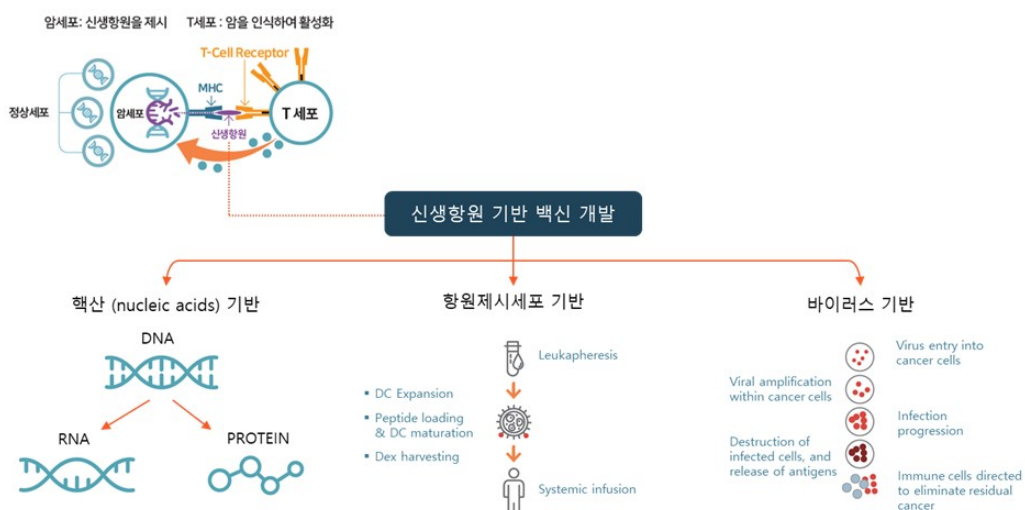 암세포: 신생항원을 제시
T세포 : 암을 인식하여 활성화
T-Cell Receptor
MHC
정상세포
암세포
T 세포
신생항원
신생항원 기반 백신 개발
핵산 (nucleic acids) 기반
DNA
RNA
PROTEIN
항원제시세포 기반
Leukapheresis
▪ DC Expansion
▪ Peptide loading
& DC maturation
▪ Dex harvesting
Systemic infusion
바이러스 기반
Virus entry into
cancer cells
Viral amplification
within cancer cells
Infection
progression
Destruction of
infected cells, and
release of antigens
Immune cells directed
to eliminate residual
cancer